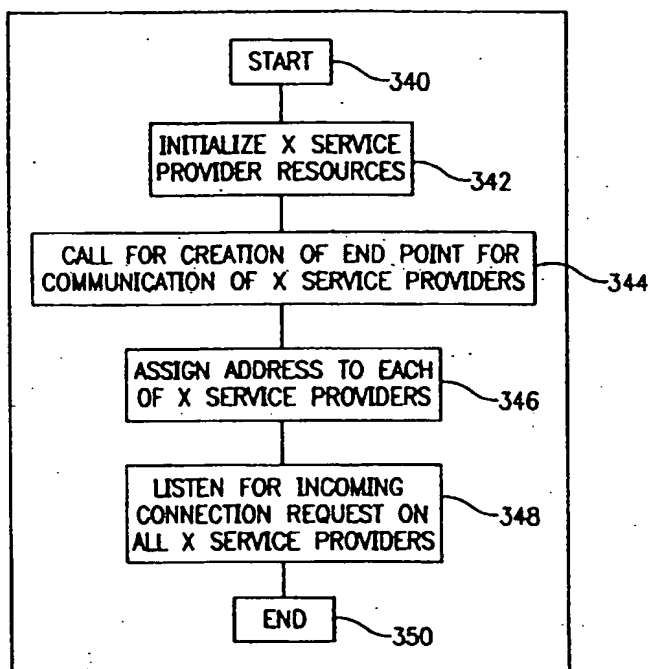 START
340
INITIALIZE X SERVICE
PROVIDER RESOURCES
342
CALL FOR CREATION OF END POINT FOR
COMMUNICATION OF X SERVICE PROVIDERS
344
ASSIGN ADDRESS TO EACH
OF X SERVICE PROVIDERS
346
LISTEN FOR INCOMING
CONNECTION REQUEST ON
ALL X SERVICE PROVIDERS
348
END
350